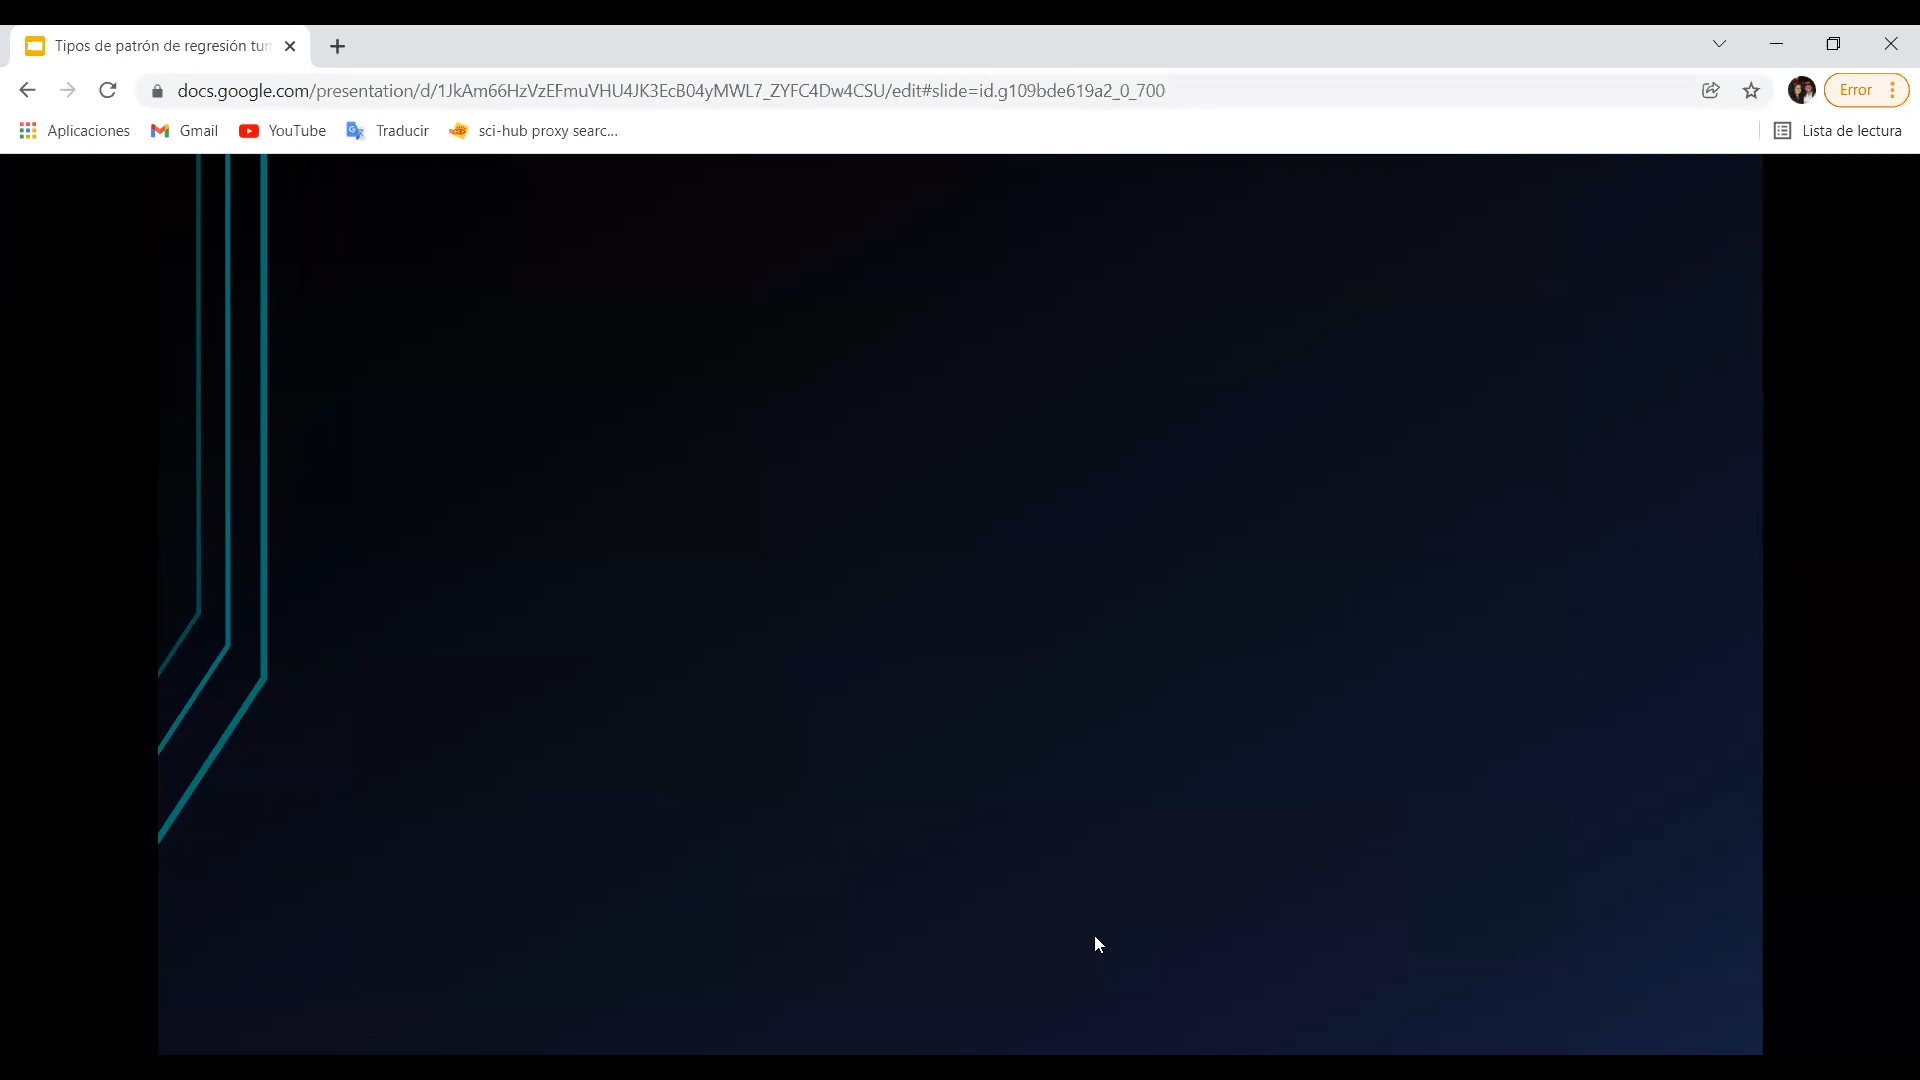 Tipos de patrón de regresión tun
docs.google.com/presentation/d/1JkAm66HzVzEFmuVHU4JK3EcB04yMWL7_ZYFC4Dw4CSU/edit#slide=id.g109bde619a2_0_700
Error
Aplicaciones
Gmail
YouTube
Traducir
sci-hub proxy searc...
Lista de lectura